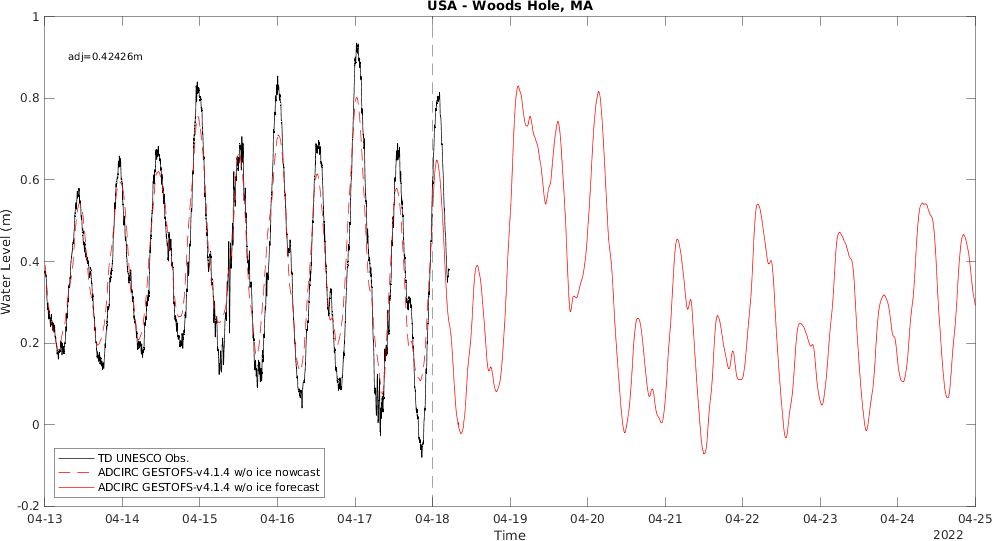 USA - Woods Hole, MA
adj=0.42426m
Water Level (m)
1
0.8
0.6
0.4
0.2
0
-0.2
TD UNESCO Obs.
ADCIRC GESTOFS-v4.1.4 w/o ice nowcast
ADCIRC GESTOFS-v4.1.4 w/o ice forecast
04-13 04-14 04-15 04-16 04-17 04-18 04-19 04-20 04-21 04-22 04-23 04-24 04-25
Time
2022